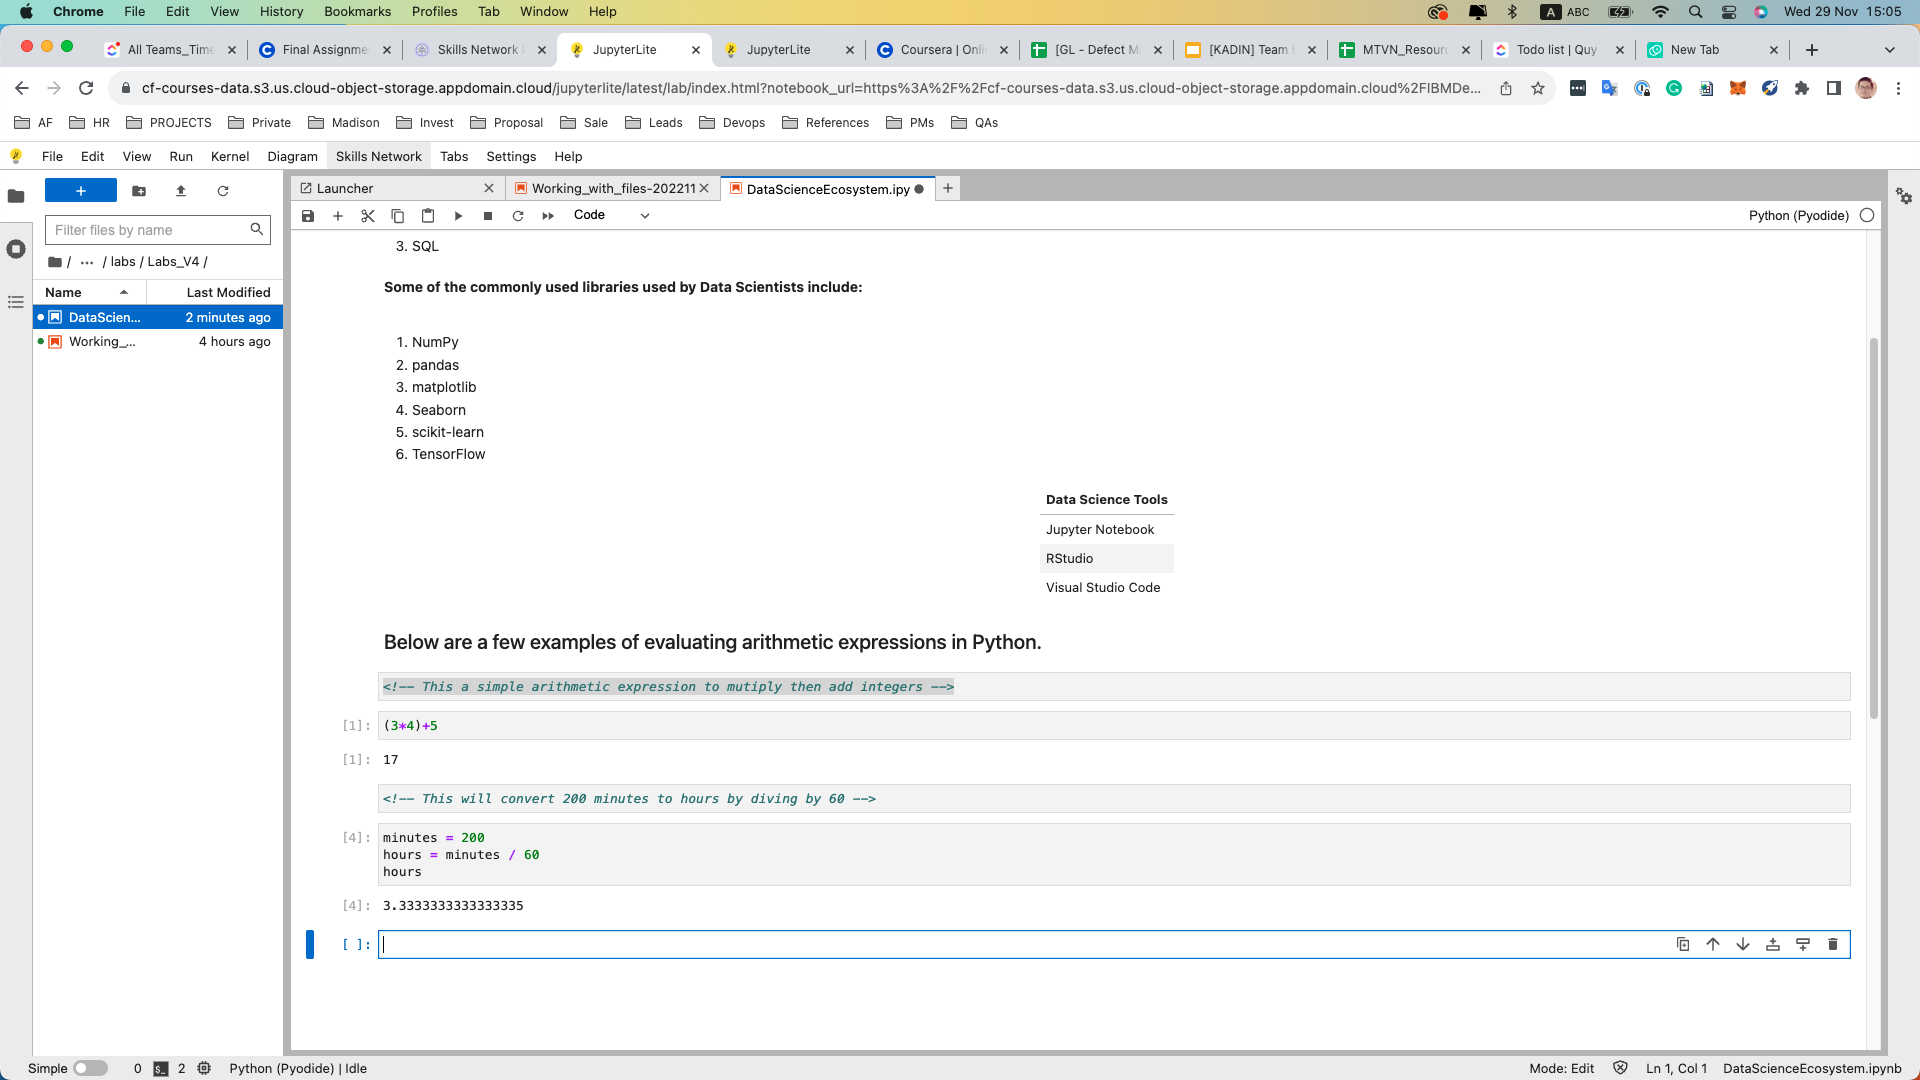 Chrome File Edit View History Bookmarks Profiles Tab Window Help A ABC Wed 29 Nov 15:05
All Teams_Time Final Assignme Skills Network JupyterLite JupyterLite Coursera | Onli [GL - Defect M [KADIN] Team MTVN_Resour Todo list | Quy New Tab
cf-courses-data.s3.us.cloud-object-storage.appdomain.cloud/jupyterlite/latest/lab/index.html?notebook_url=https%3A%2F%2Fcf-courses-data.s3.us.cloud-object-storage.appdomain.cloud%2FIBMDe...
AF HR PROJECTS Private Madison Invest Proposal Sale Leads Devops References PMs QAs
File Edit View Run Kernel Diagram Skills Network Tabs Settings Help
Launcher Working_with_files-202211 DataScienceEcosystem.ipy
Code Python (Pyodide)
Filter files by name
/ ... / labs / Labs_V4 /
Name Last Modified
DataScien... 2 minutes ago
Working_... 4 hours ago
3. SQL
Some of the commonly used libraries used by Data Scientists include:
1. NumPy
2. pandas
3. matplotlib
4. Seaborn
5. scikit-learn
6. TensorFlow
Data Science Tools
Jupyter Notebook
RStudio
Visual Studio Code
Below are a few examples of evaluating arithmetic expressions in Python.
<!-- This a simple arithmetic expression to mutiply then add integers -->
[1]: (3*4)+5
[1]: 17
<!-- This will convert 200 minutes to hours by diving by 60 -->
[4]: minutes = 200
hours = minutes / 60
hours
[4]: 3.3333333333333335
[ ]:
Simple 0 2 Python (Pyodide) | Idle Mode: Edit Ln 1, Col 1 DataScienceEcosystem.ipynb